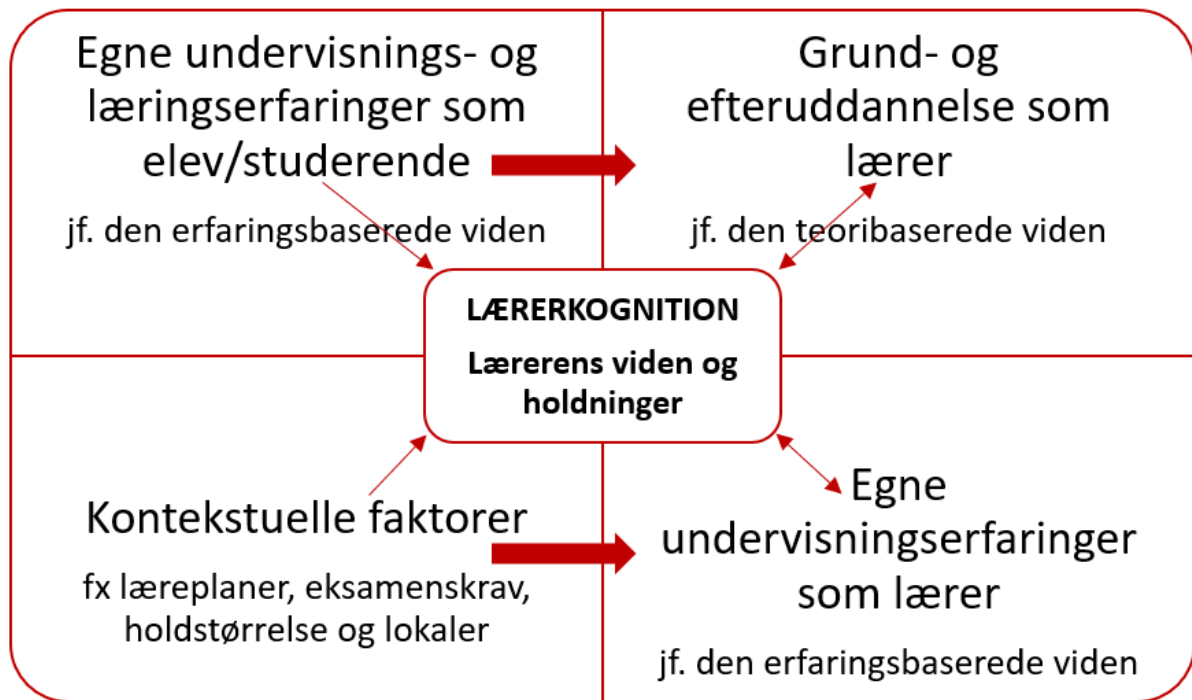 Egne undervisnings- og
læringserfaringer som
elev/studerende
jf. den erfaringsbaserede viden
Grund- og
efteruddannelse som
lærer
jf. den teoribaserede viden
LÆRERKOGNITION
Lærerens viden og
holdninger
Kontekstuelle faktorer
fx læreplaner, eksamenskrav,
holdstørrelse og lokaler
Egne
undervisningserfaringer
som lærer
jf. den erfaringsbaserede viden